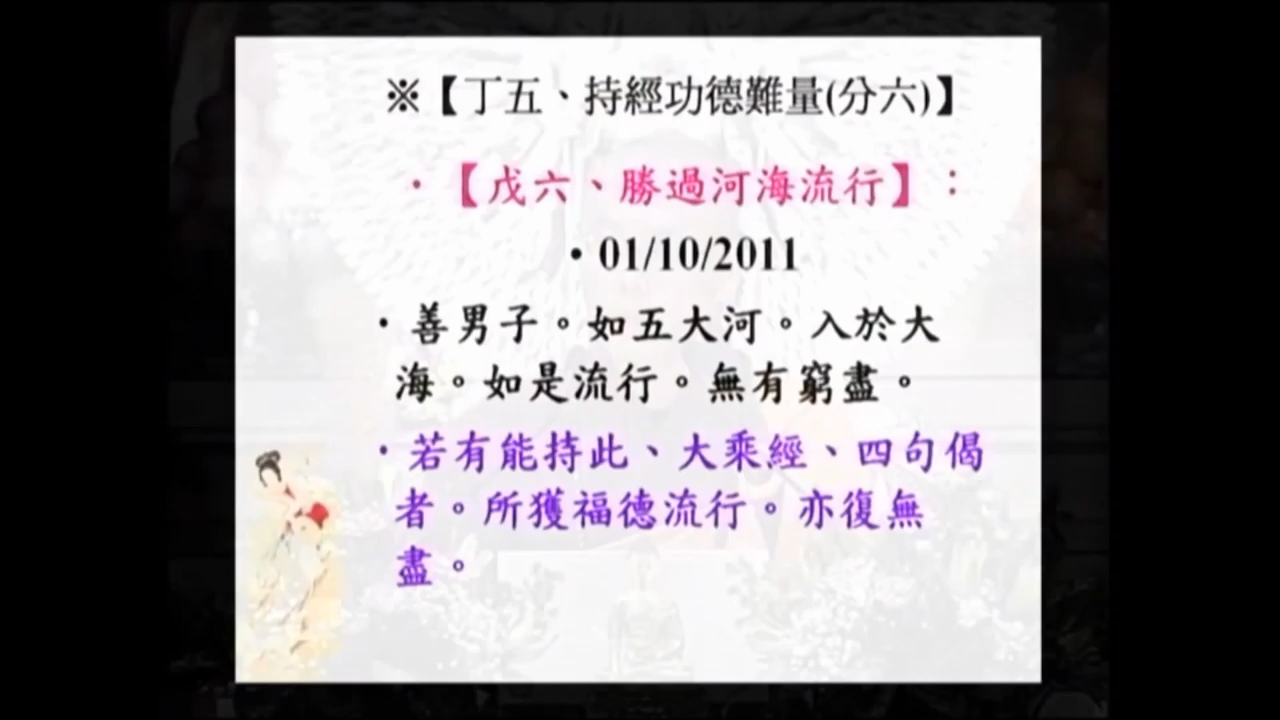 ※【丁五、持經功德難量(分六)】
•【戊六、勝過河海流行】：
• 01/10/2011
• 善男子。如五大河。入於大
海。如是流行。無有窮盡。
• 若有能持此、大乘經、四句偈
者。所獲福德流行。亦復無
盡。